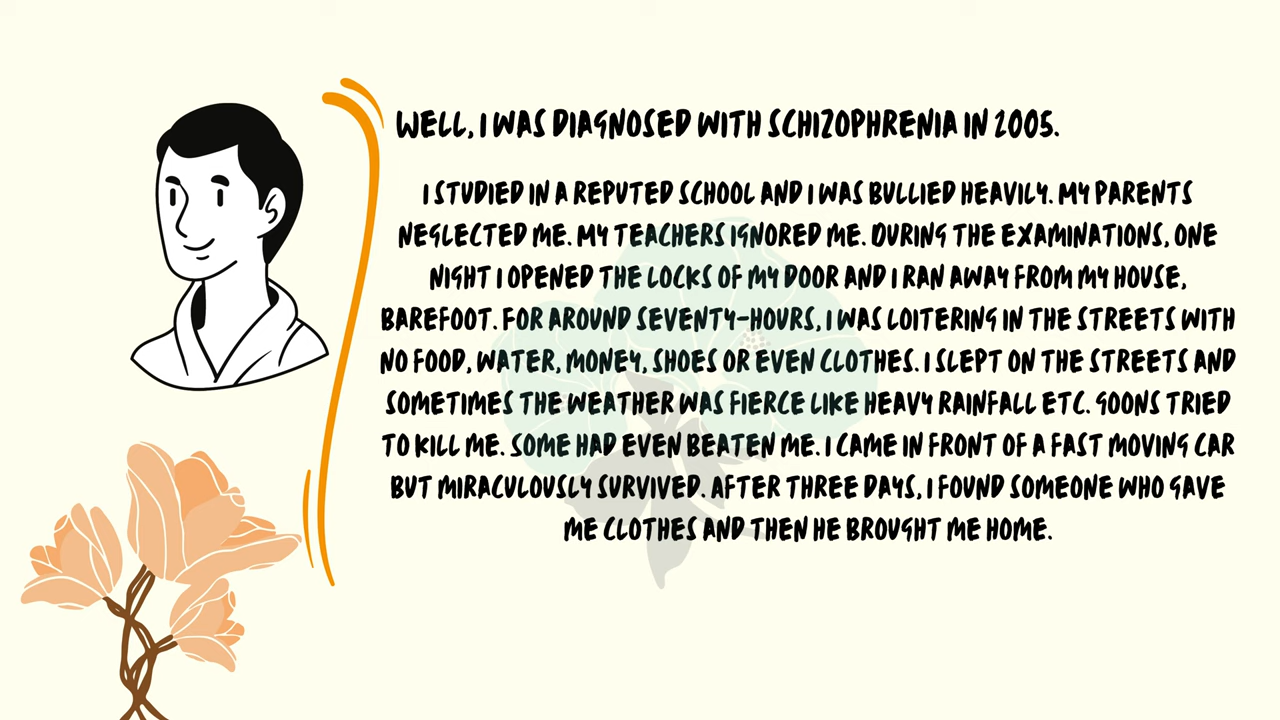 WELL, I WAS DIAGNOSED WITH SCHIZOPHRENIA IN 2005.
I STUDIED IN A REPUTED SCHOOL AND I WAS BULLIED HEAVILY. MY PARENTS
NEGLECTED ME. MY TEACHERS IGNORED ME. DURING THE EXAMINATIONS, ONE
NIGHT I OPENED THE LOCKS OF MY DOOR AND I RAN AWAY FROM MY HOUSE,
BAREFOOT. FOR AROUND SEVENTY-HOURS, I WAS LOITERING IN THE STREETS WITH
NO FOOD, WATER, MONEY, SHOES OR EVEN CLOTHES. I SLEPT ON THE STREETS AND
SOMETIMES THE WEATHER WAS FIERCE LIKE HEAVY RAINFALL ETC. GOONS TRIED
TO KILL ME. SOME HAD EVEN BEATEN ME. I CAME IN FRONT OF A FAST MOVING CAR
BUT MIRACULOUSLY SURVIVED. AFTER THREE DAYS, I FOUND SOMEONE WHO GAVE
ME CLOTHES AND THEN HE BROUGHT ME HOME.